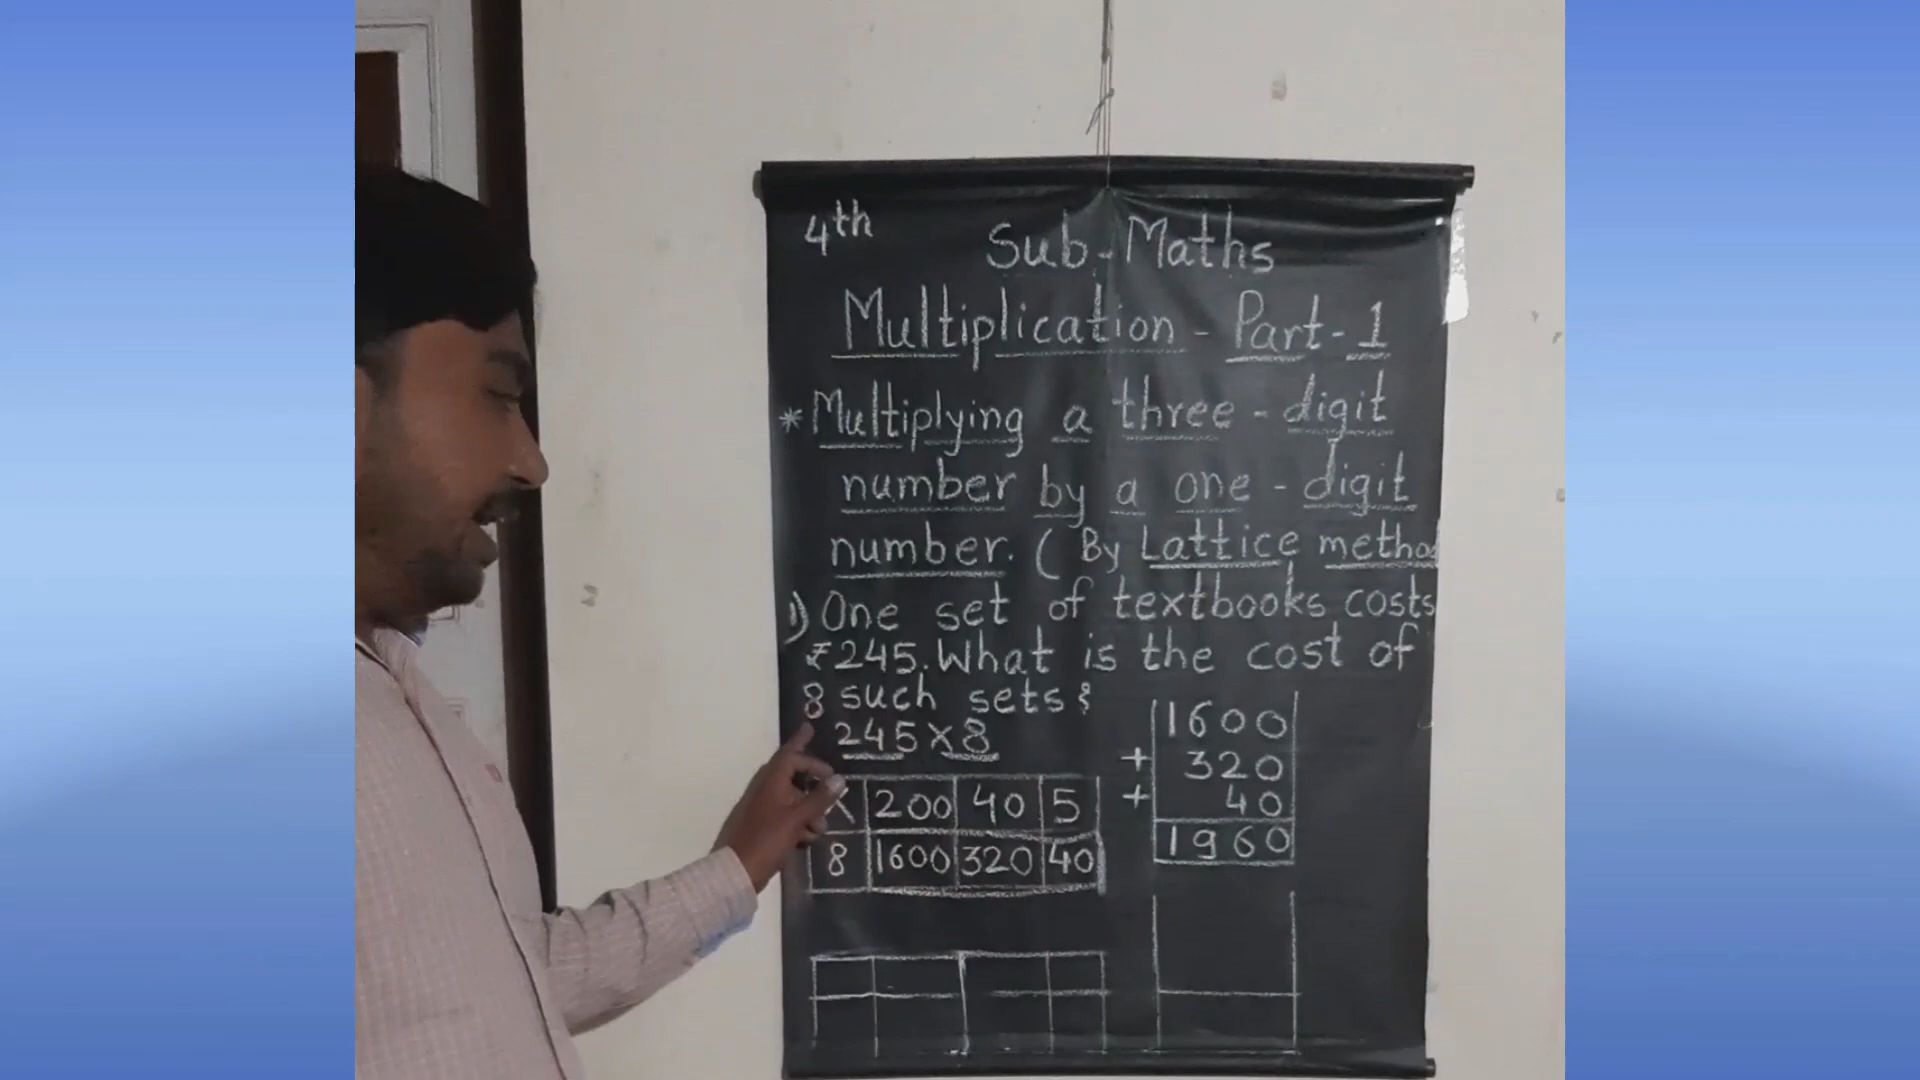 4th
Sub-Maths
Multiplication - Part-1
* Multiplying a three-digit
number by a one-digit
number. (By Lattice method
1) One set of textbooks costs
₹245. What is the cost of
8 such sets?
245×8
× 200 40 5
8 1600 320 40
1600
+ 320
+ 40
1960